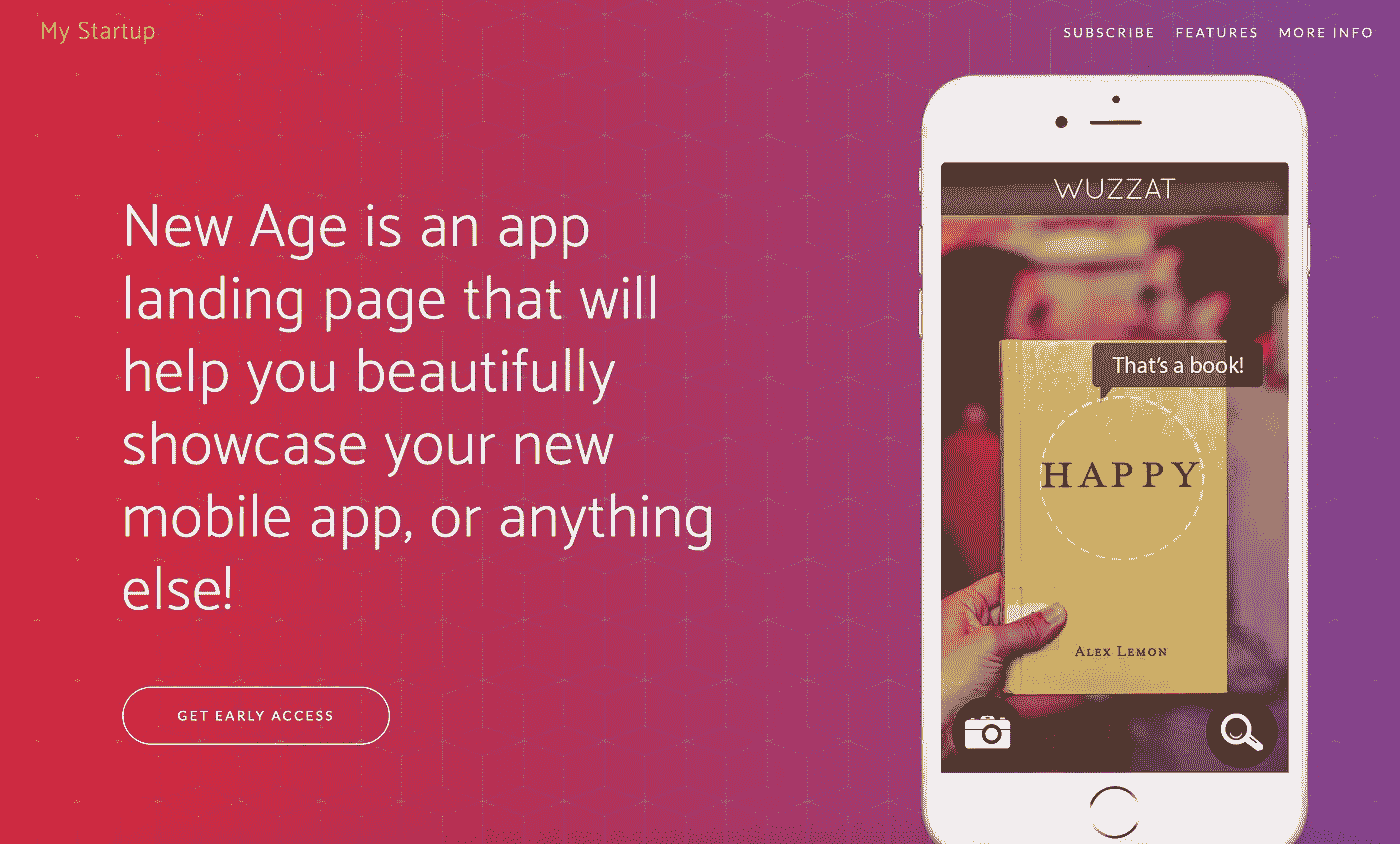 My Startup
SUBSCRIBE FEATURES MORE INFO
New Age is an app
landing page that will
help you beautifully
showcase your new
mobile app, or anything
else!
GET EARLY ACCESS
WUZZAT
That's a book!
HAPPY
ALEX LEMON